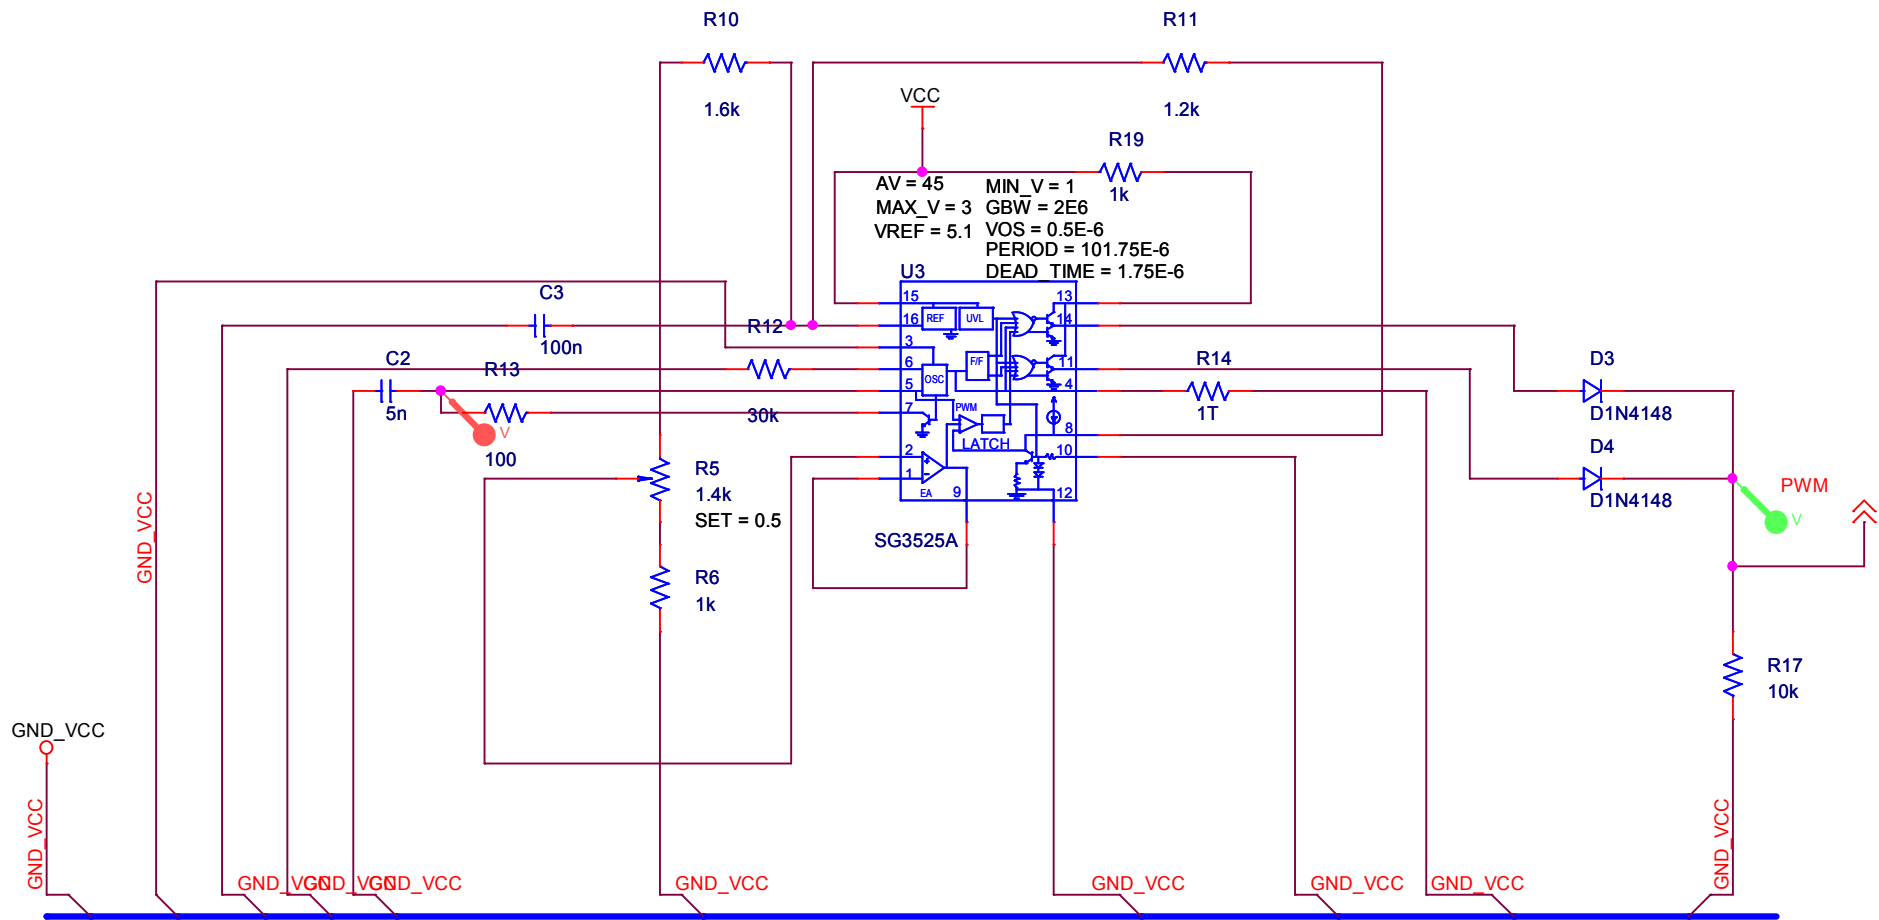 R10
R11
1.6k
VCC
1.2k
R19
AV = 45
MIN_V = 1
1k
MAX_V = 3
GBW = 2E6
VREF = 5.1
VOS = 0.5E-6
PERIOD = 101.75E-6
DEAD_TIME = 1.75E-6
U3
C3
100n
R12
15
16
3
6
5
7
2
1
9
13
14
11
4
8
10
12
REF
UVL
F/F
OSC
PWM
LATCH
EA
SG3525A
C2
5n
R13
30k
V
100
R14
1T
D3
D1N4148
D4
D1N4148
PWM
V
R5
1.4k
SET = 0.5
R6
1k
GND_VCC
R17
10k
GND_VCC
GND_VCC
GND_VCC
GND_VCC
GND_VCC
GND_VCC
GND_VCC
GND_VCC
GND_VCC
GND_VCC
GND_VCC